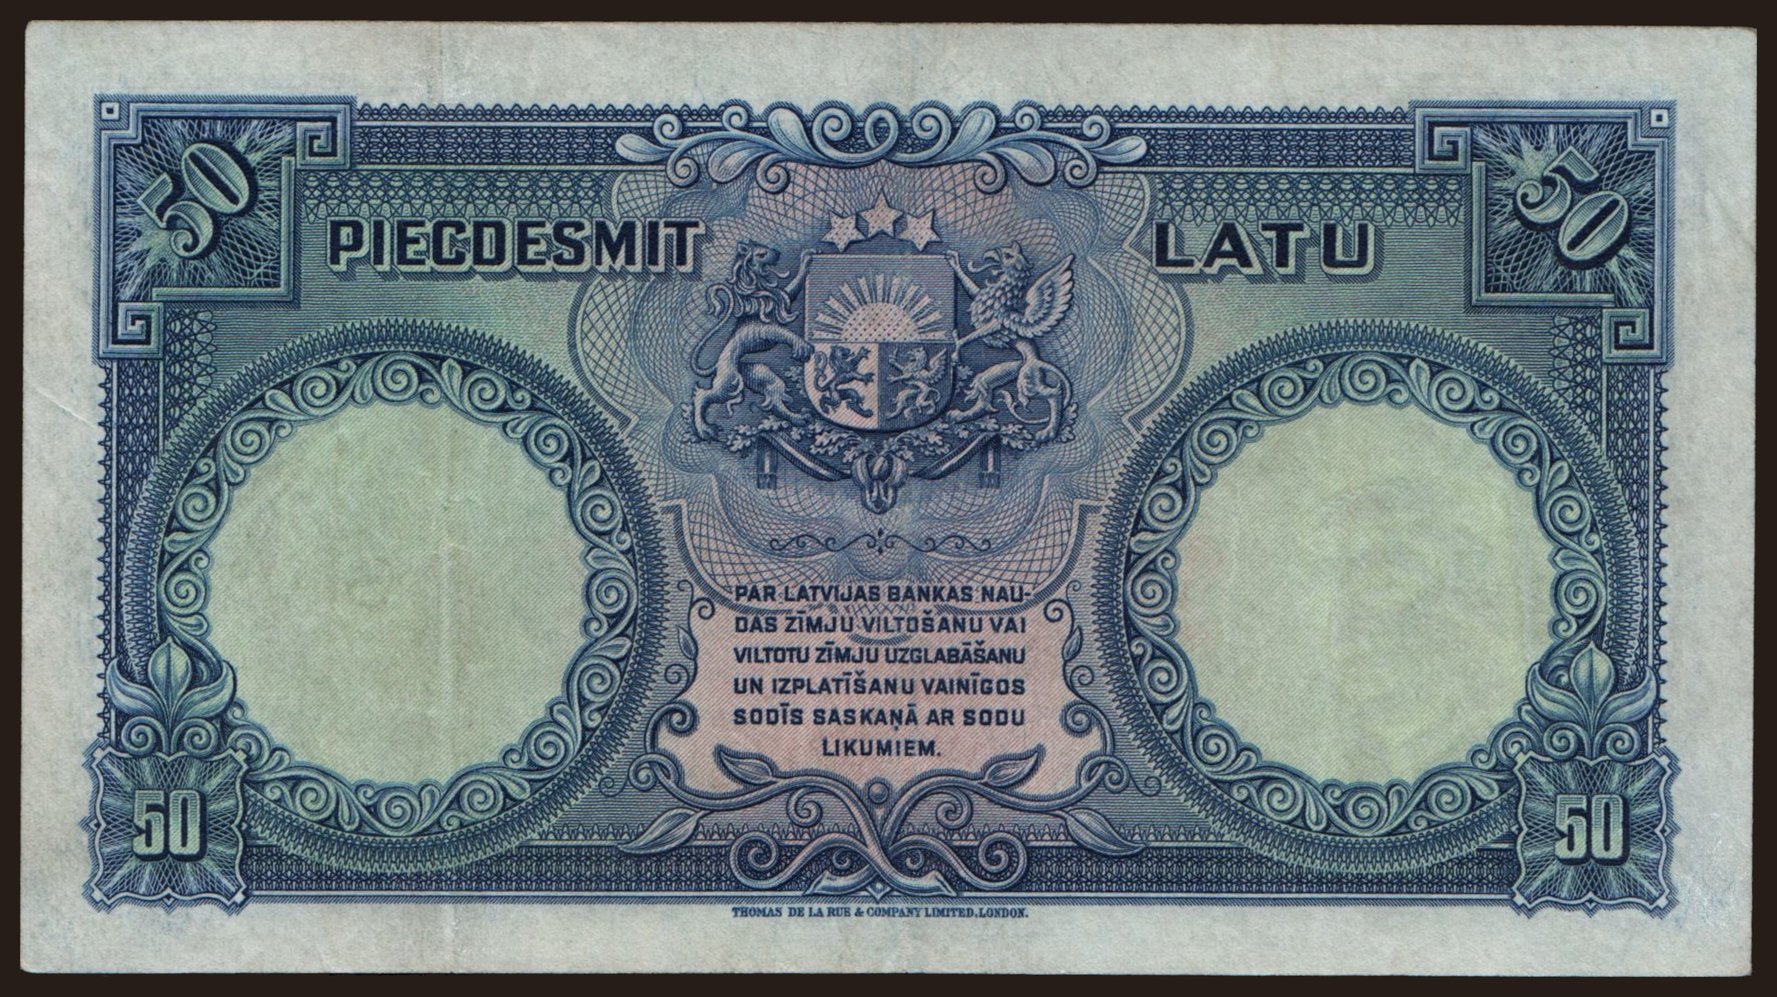 50
50
PIECDESMIT LATU
PAR LATVIJAS BANKAS NAU-
DAS ZĪMJU VILTOŠANU VAI
VILTOTU ZĪMJU UZGLABĀŠANU
UN IZPLATĪŠANU VAINĪGOS
SODĪS SASKAŅĀ AR SODU
LIKUMIEM.
50
50
THOMAS DE LA RUE & COMPANY LIMITED, LONDON.